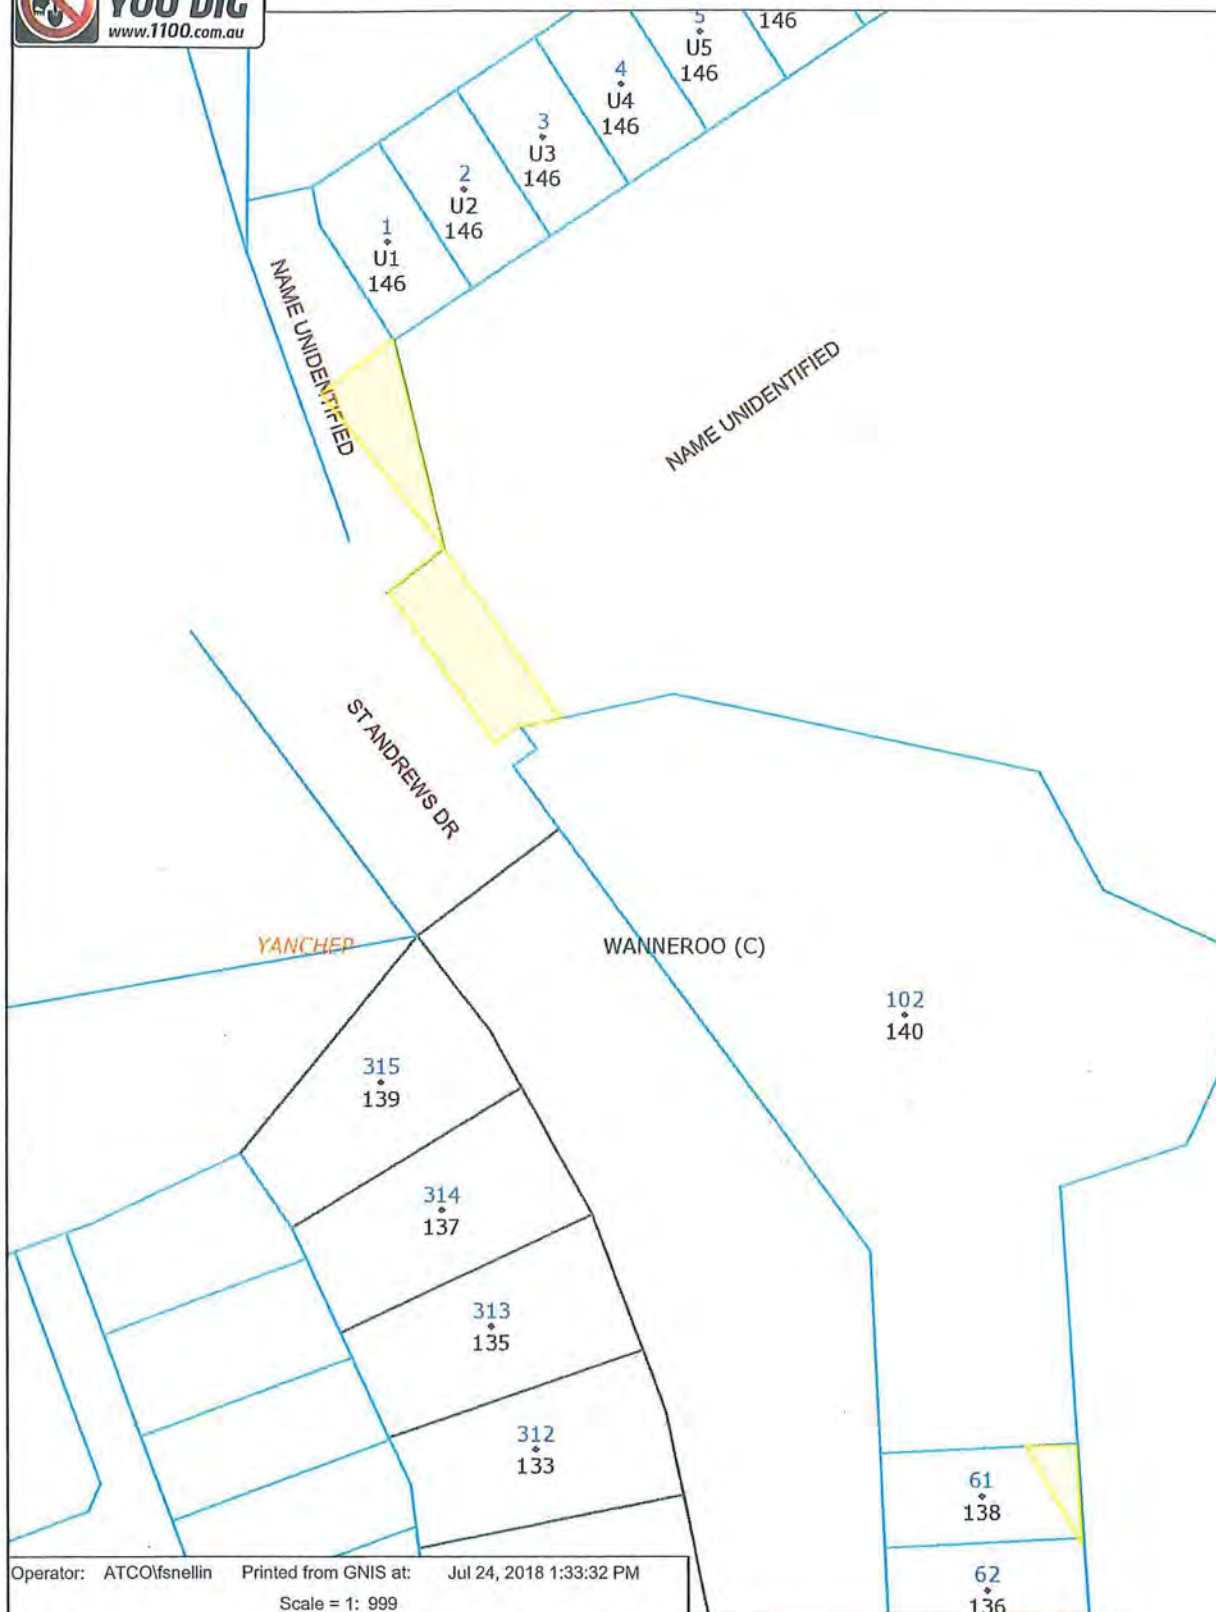 YOU DIG
www.1100.com.au
5
U5
146
146
4
U4
146
3
U3
146
2
U2
146
1
U1
146
NAME UNIDENTIFIED
NAME UNIDENTIFIED
ST ANDREWS DR
YANCHEP
WANNEROO (C)
102
140
315
139
314
137
313
135
312
133
61
138
62
136
Operator: ATCO\fsnellin Printed from GNIS at: Jul 24, 2018 1:33:32 PM
Scale = 1: 999